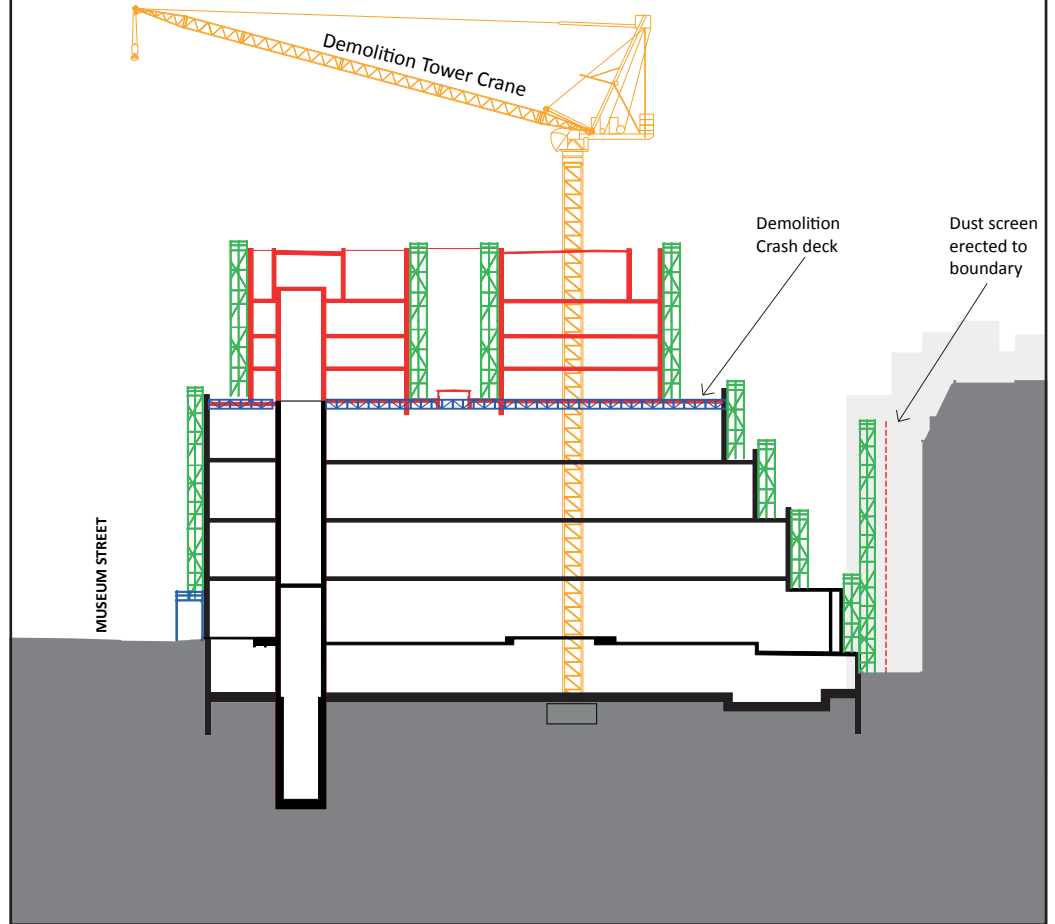 Demolition Tower Crane
Demolition
Crash deck
Dust screen
erected to
boundary
MUSEUM STREET